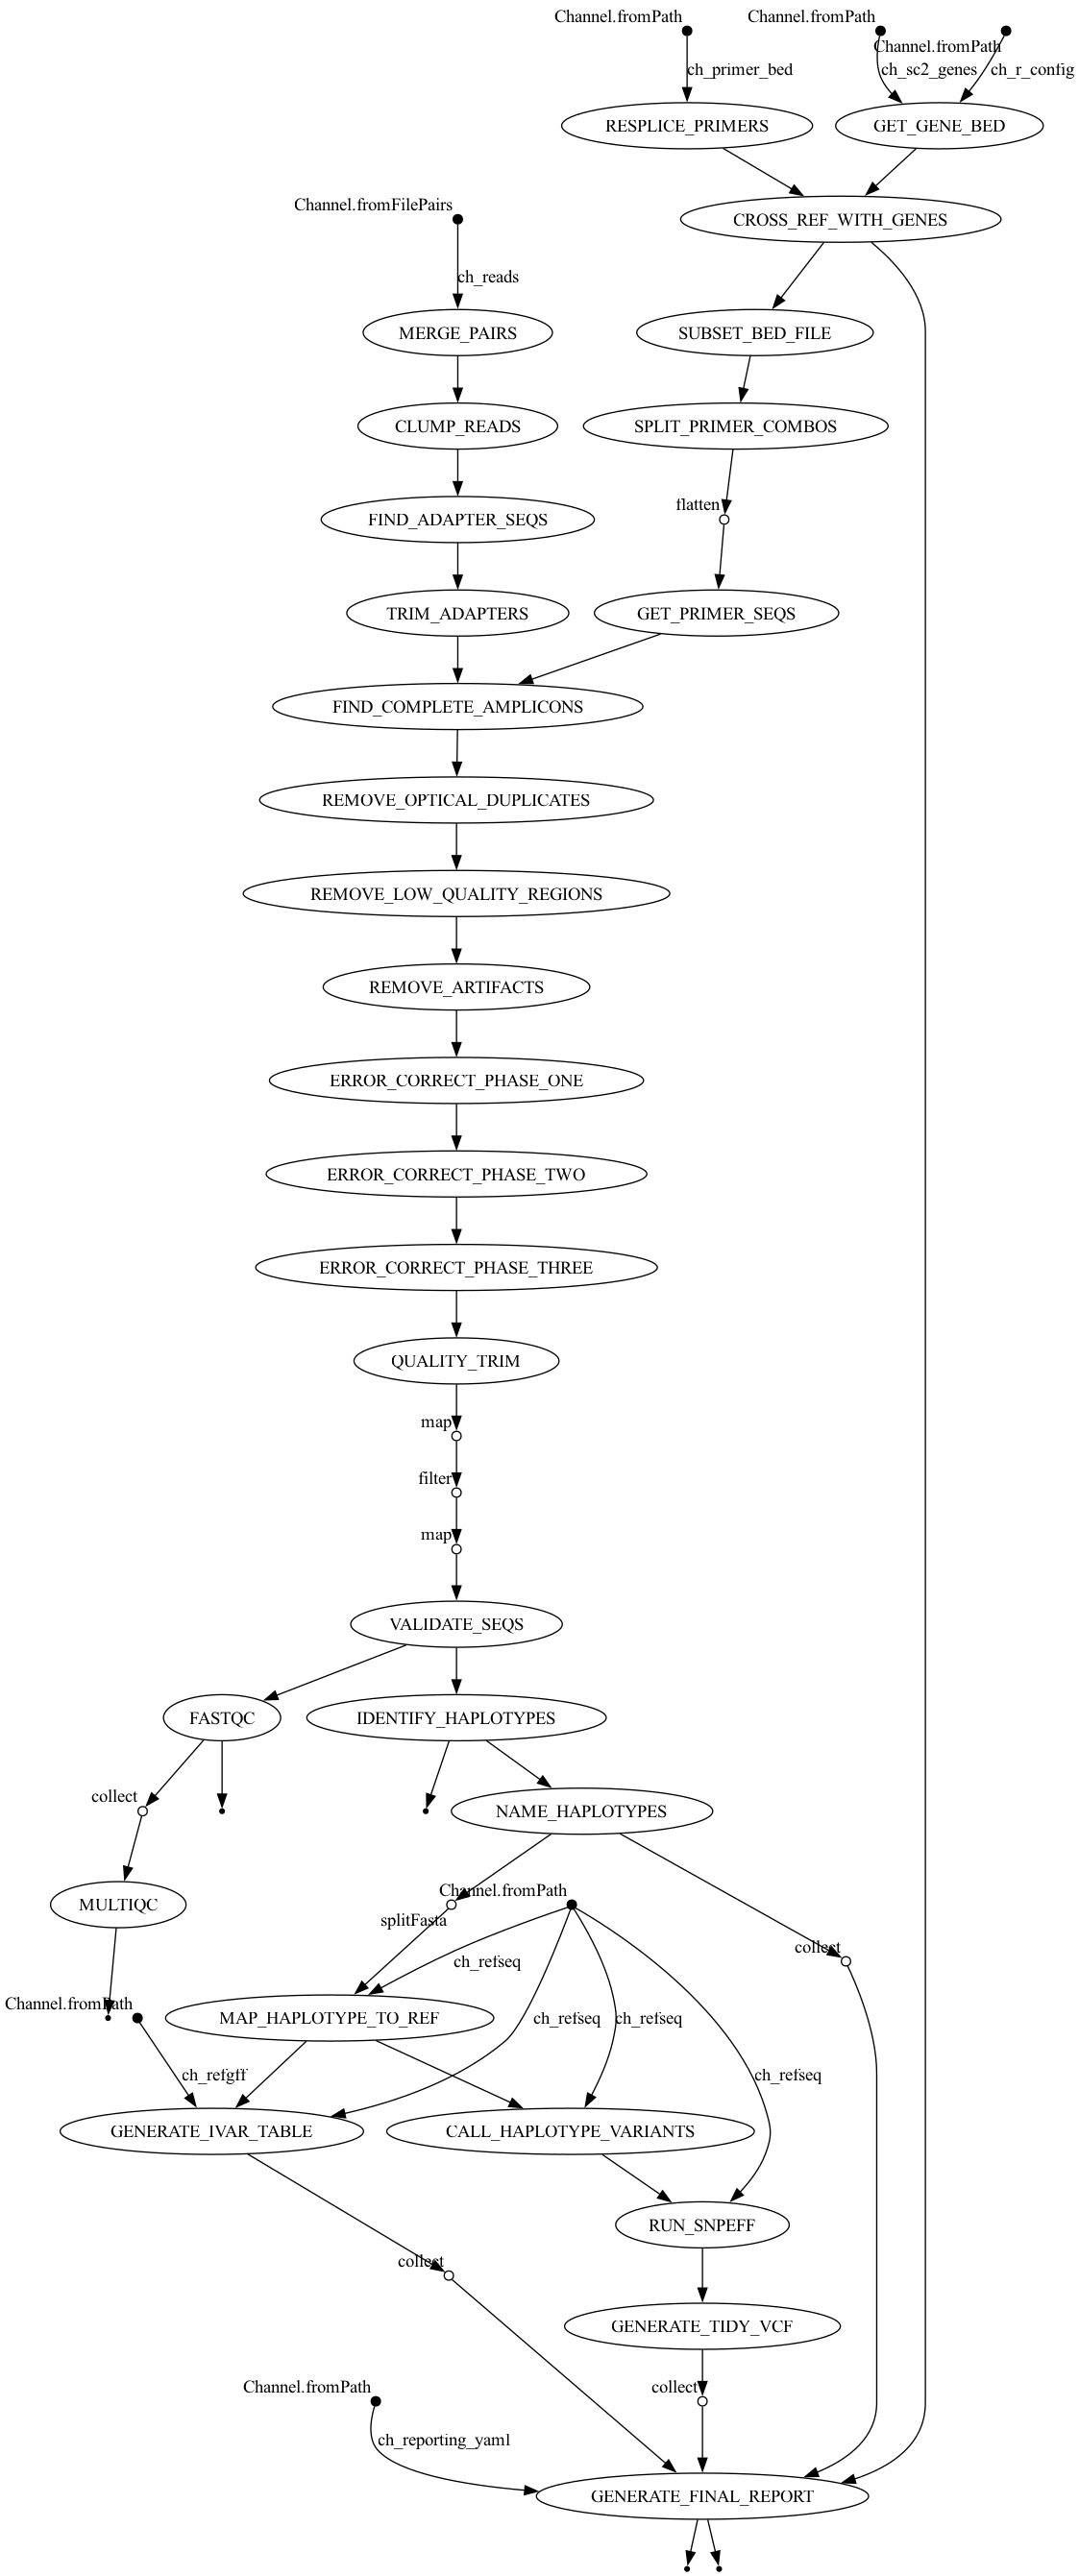 Channel.fromPath
Channel.fromPath
Channel.fromPath
ch_primer_bed
ch_sc2_genes
ch_r_config
RESPLICE_PRIMERS
GET_GENE_BED
Channel.fromFilePairs
CROSS_REF_WITH_GENES
ch_reads
MERGE_PAIRS
SUBSET_BED_FILE
CLUMP_READS
SPLIT_PRIMER_COMBOS
flatten
FIND_ADAPTER_SEQS
TRIM_ADAPTERS
GET_PRIMER_SEQS
FIND_COMPLETE_AMPLICONS
REMOVE_OPTICAL_DUPLICATES
REMOVE_LOW_QUALITY_REGIONS
REMOVE_ARTIFACTS
ERROR_CORRECT_PHASE_ONE
ERROR_CORRECT_PHASE_TWO
ERROR_CORRECT_PHASE_THREE
QUALITY_TRIM
map
filter
map
VALIDATE_SEQS
FASTQC
IDENTIFY_HAPLOTYPES
collect
NAME_HAPLOTYPES
Channel.fromPath
MULTIQC
splitFasta
collect
ch_refseq
Channel.fromPath
MAP_HAPLOTYPE_TO_REF
ch_refseq
ch_refseq
ch_refgff
ch_refseq
GENERATE_IVAR_TABLE
CALL_HAPLOTYPE_VARIANTS
RUN_SNPEFF
collect
GENERATE_TIDY_VCF
Channel.fromPath
collect
ch_reporting_yaml
GENERATE_FINAL_REPORT